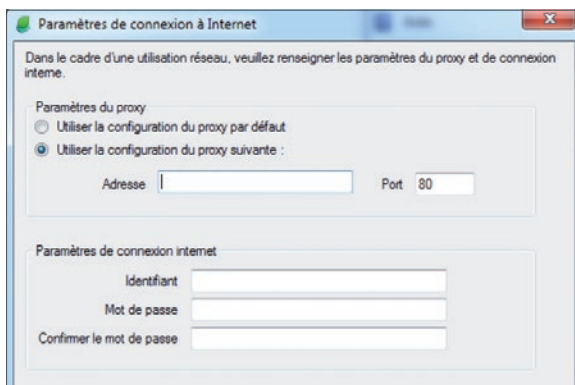 Paramètres de connexion à Internet
Dans le cadre d'une utilisation réseau, veuillez renseigner les paramètres du proxy et de connexion
interne.
Paramètres du proxy
Utiliser la configuration du proxy par défaut
Utiliser la configuration du proxy suivante :
Adresse Port 80
Paramètres de connexion internet
Identifiant
Mot de passe
Confirmer le mot de passe